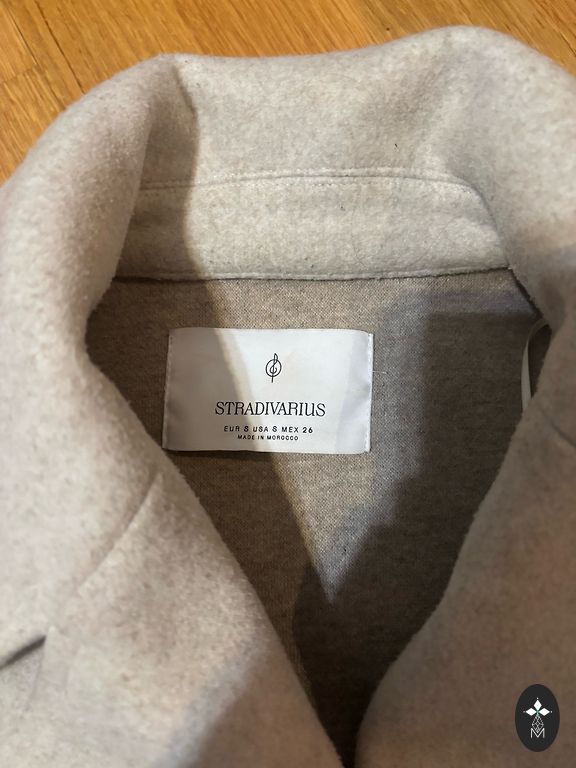 STRADIVARIUS
EUR S USA S MEX 26
MADE IN MOROCCO
M